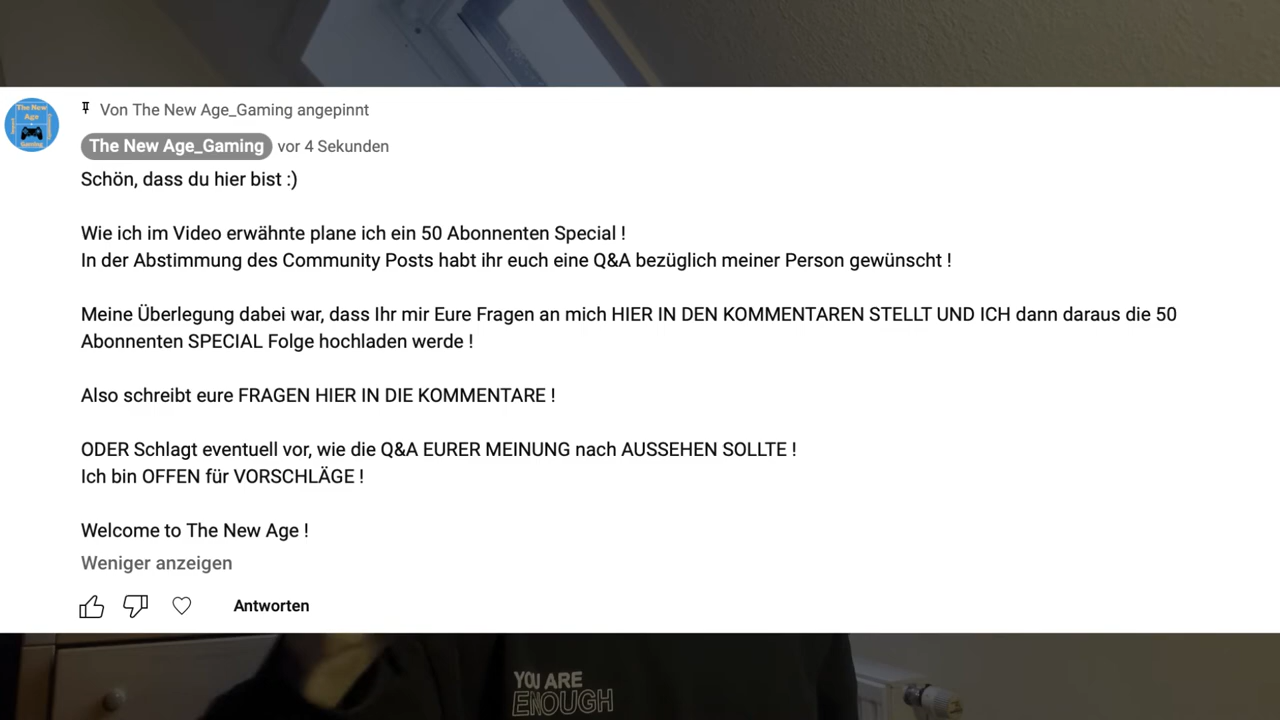 The New
Age
Gaming
Von The New Age_Gaming angepinnt
The New Age_Gaming vor 4 Sekunden
Schön, dass du hier bist :)
Wie ich im Video erwähnte plane ich ein 50 Abonnenten Special !
In der Abstimmung des Community Posts habt ihr euch eine Q&A bezüglich meiner Person gewünscht !
Meine Überlegung dabei war, dass Ihr mir Eure Fragen an mich HIER IN DEN KOMMENTAREN STELLT UND ICH dann daraus die 50
Abonnenten SPECIAL Folge hochladen werde !
Also schreibt eure FRAGEN HIER IN DIE KOMMENTARE !
ODER Schlagt eventuell vor, wie die Q&A EURER MEINUNG nach AUSSEHEN SOLLTE !
Ich bin OFFEN für VORSCHLÄGE !
Welcome to The New Age !
Weniger anzeigen
Antworten
YOU ARE
ENOUGH